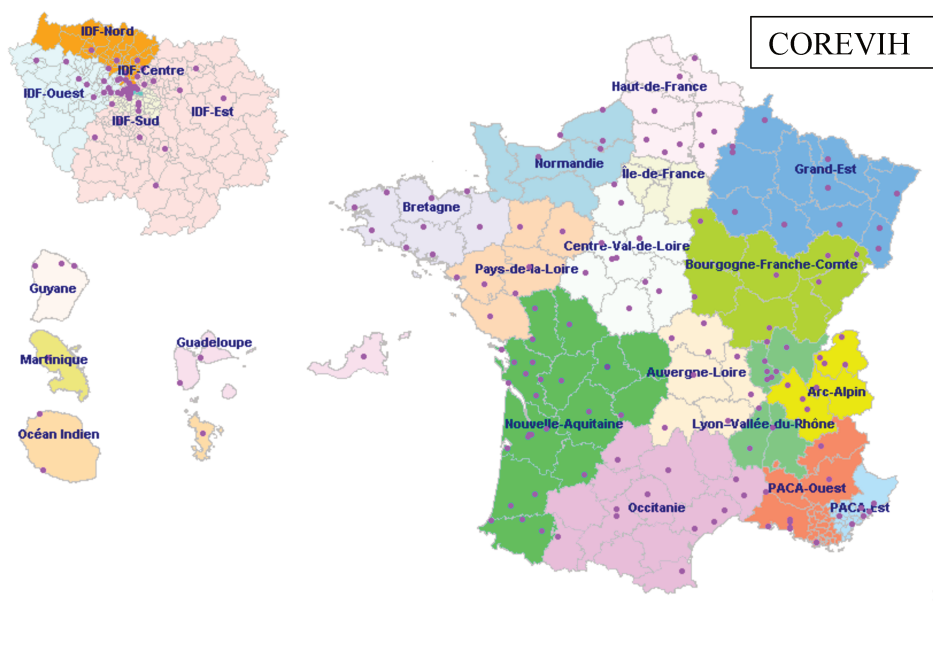 COREVIH
IDF-Nord
IDF-Centre
IDF-Ouest
IDF-Est
IDF-Sud
Haut-de-France
Normandie
Île-de-France
Grand-Est
Bretagne
Centre-Val-de-Loire
Pays-de-la-Loire
Bourgogne-Franche-Comte
Guyane
Martinique
Guadeloupe
Auvergne-Loire
Arc-Alpin
Océan Indien
Nouvelle-Aquitaine
Lyon-Vallée-du-Rhône
PACA-Ouest
Occitanie
PACA-Est